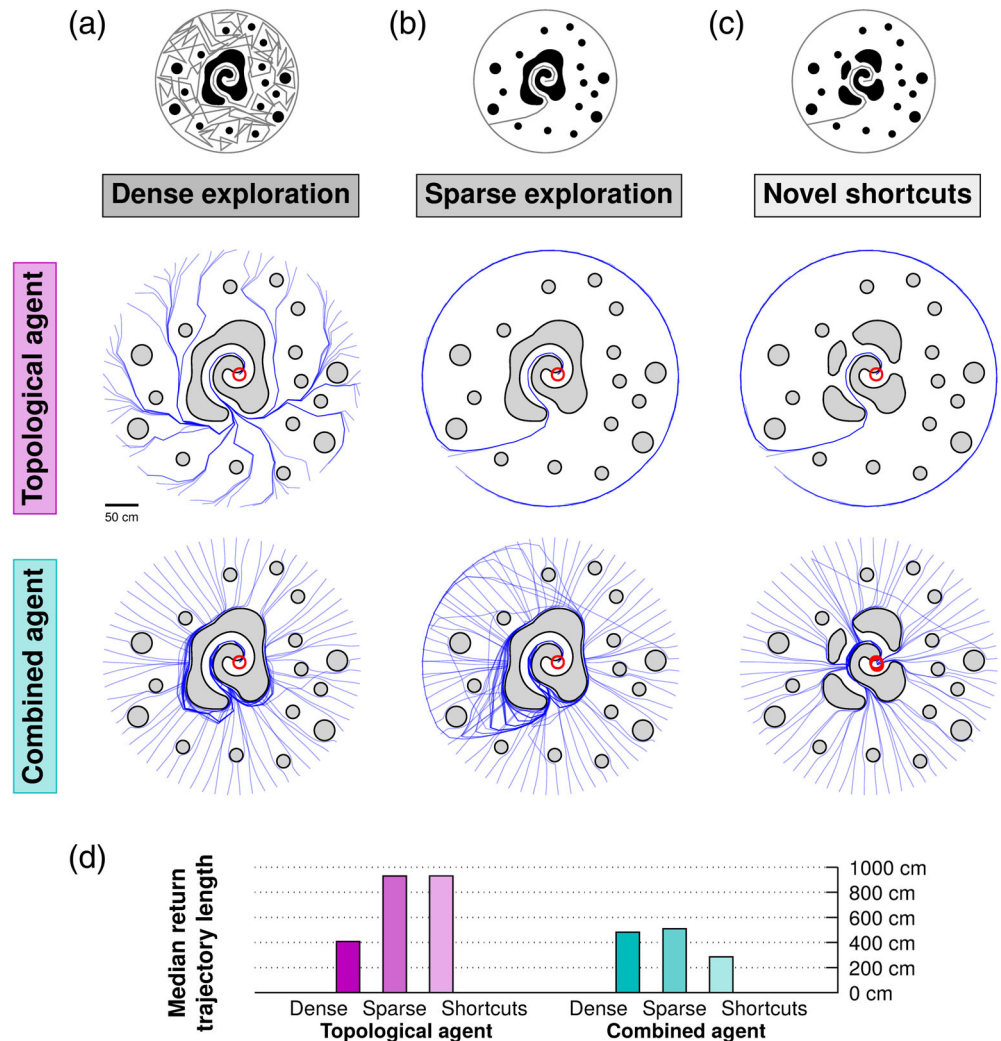 (a)
(b)
(c)
Dense exploration
Sparse exploration
Novel shortcuts
Topological agent
50 cm
Combined agent
(d)
Median return
trajectory length
1000 cm
800 cm
600 cm
400 cm
200 cm
0 cm
Dense Sparse Shortcuts
Dense Sparse Shortcuts
Topological agent
Combined agent